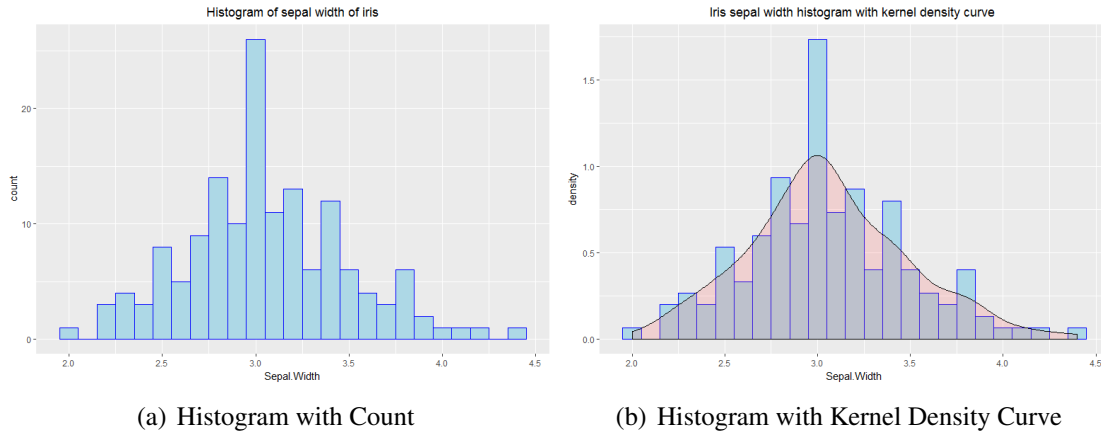 Histogram of sepal width of iris
count
20
10
0
2.0 2.5 3.0 3.5 4.0 4.5
Sepal.Width
(a) Histogram with Count
Iris sepal width histogram with kernel density curve
density
1.5
1.0
0.5
0.0
2.0 2.5 3.0 3.5 4.0 4.5
Sepal.Width
(b) Histogram with Kernel Density Curve